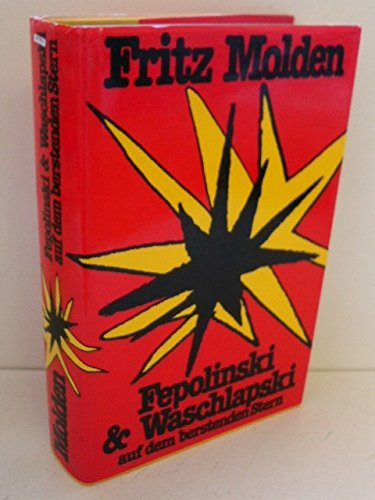 Fritz Molden
Fepolinski
& Waschlapski
auf dem berstenden Stern
Fepolinski & Waschlapski
auf dem berstenden Stern
Molden